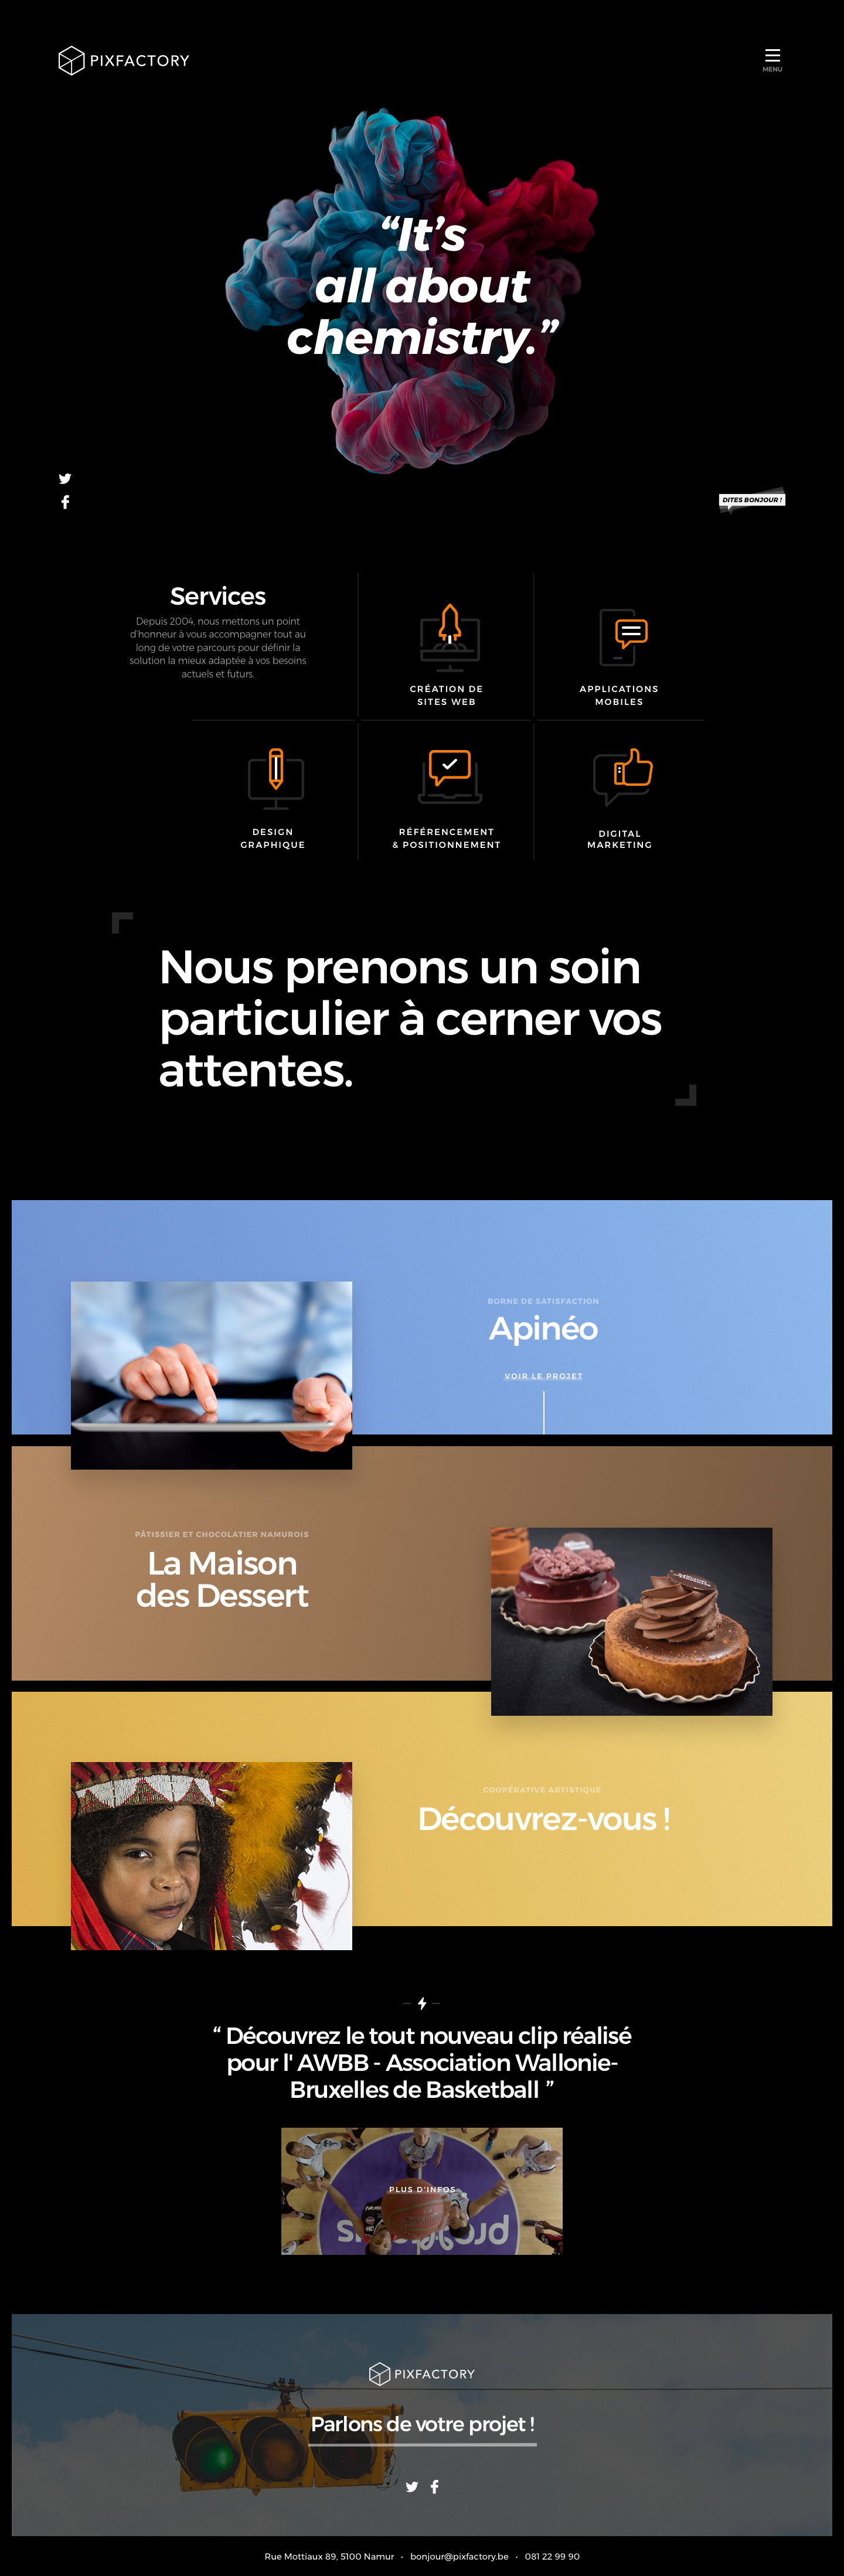 PIXFACTORY
MENU
“It’s
all about
chemistry.”
DITES BONJOUR !
Services
Depuis 2004, nous mettons un point
d’honneur à vous accompagner tout au
long de votre parcours pour définir la
solution la mieux adaptée à vos besoins
actuels et futurs.
CRÉATION DE
SITES WEB
APPLICATIONS
MOBILES
DESIGN
GRAPHIQUE
RÉFÉRENCEMENT
& POSITIONNEMENT
DIGITAL
MARKETING
Nous prenons un soin
particulier à cerner vos
attentes.
BORNE DE SATISFACTION
Apinéo
VOIR LE PROJET
PÂTISSIER ET CHOCOLATIER NAMUROIS
La Maison
des Dessert
COOPÉRATIVE ARTISTIQUE
Découvrez-vous !
“ Découvrez le tout nouveau clip réalisé
pour l' AWBB - Association Wallonie-
Bruxelles de Basketball ”
PLUS D'INFOS
PIXFACTORY
Parlons de votre projet !
Rue Mottiaux 89, 5100 Namur • bonjour@pixfactory.be • 081 22 99 90